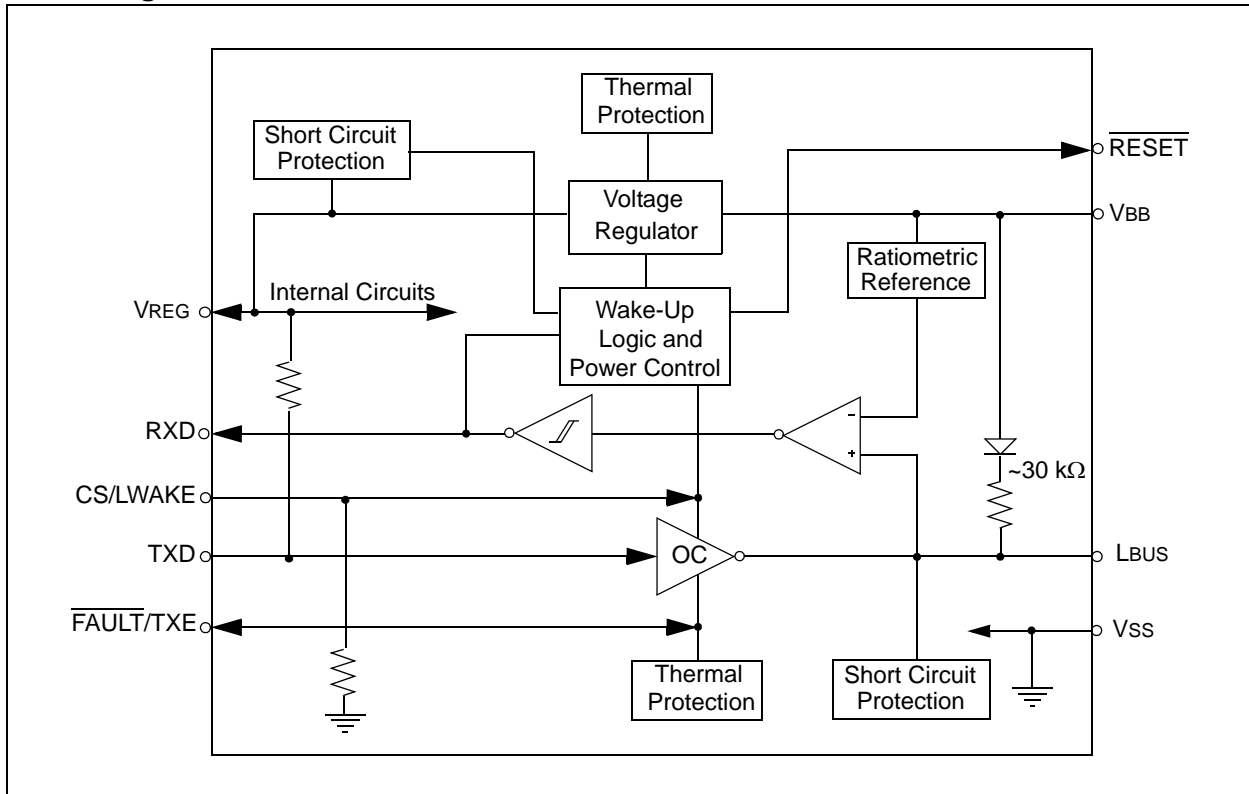 Thermal
Protection
Short Circuit
Protection
RESET
Voltage
Regulator
VBB
Ratiometric
Reference
VREG
Internal Circuits
Wake-Up
Logic and
Power Control
RXD
-
+
~30 kΩ
CS/LWAKE
TXD
OC
LBUS
FAULT/TXE
VSS
Thermal
Protection
Short Circuit
Protection